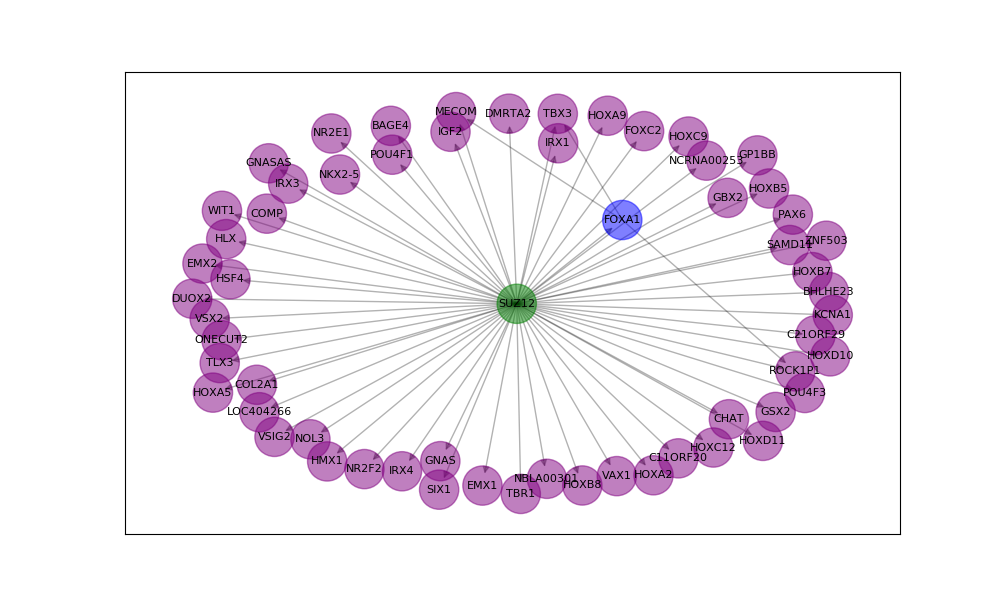 MECOM
DMRTA2
TBX3
HOXA9
BAGE4
IGF2
FOXC2
NR2E1
HOXC9
IRX1
POU4F1
GP1BB
NCRNA00253
GNASAS
NKX2-5
IRX3
HOXB5
GBX2
WIT1
COMP
PAX6
FOXA1
HLX
ZNF503
SAMD11
EMX2
HOXB7
HSF4
BHLHE23
DUOX2
SUZ12
KCNA1
VSX2
C21ORF29
ONECUT2
HOXD10
TLX3
ROCK1P1
COL2A1
HOXA5
POU4F3
LOC404266
GSX2
CHAT
VSIG2
NOL3
HOXD11
HOXC12
C11ORF20
HMX1
GNAS
NR2F2
IRX4
HOXA2
VAX1
NBLA00301
HOXB8
EMX1
SIX1
TBR1